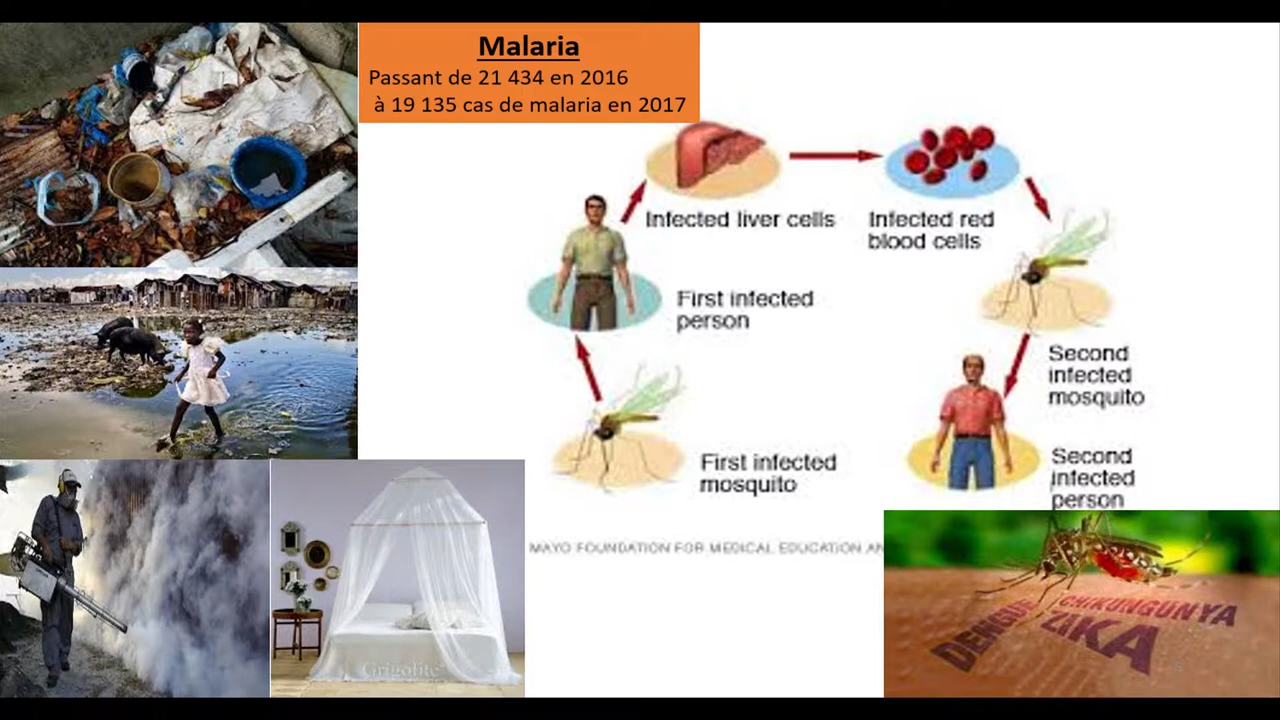 Malaria
Passant de 21 434 en 2016
à 19 135 cas de malaria en 2017
Infected liver cells
Infected red
blood cells
First infected
person
Second
infected
mosquito
First infected
mosquito
Second
infected
person
MAYO FOUNDATION FOR MEDICAL EDUCATION AN
Grigolite
DENGUE
CHIKUNGUNYA
ZIKA